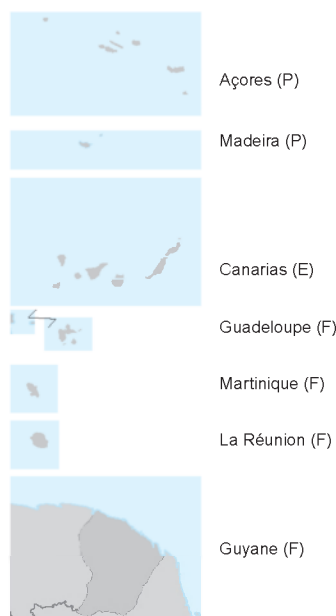 Açores (P)
Madeira (P)
Canarias (E)
Guadeloupe (F)
Martinique (F)
La Réunion (F)
Guyane (F)